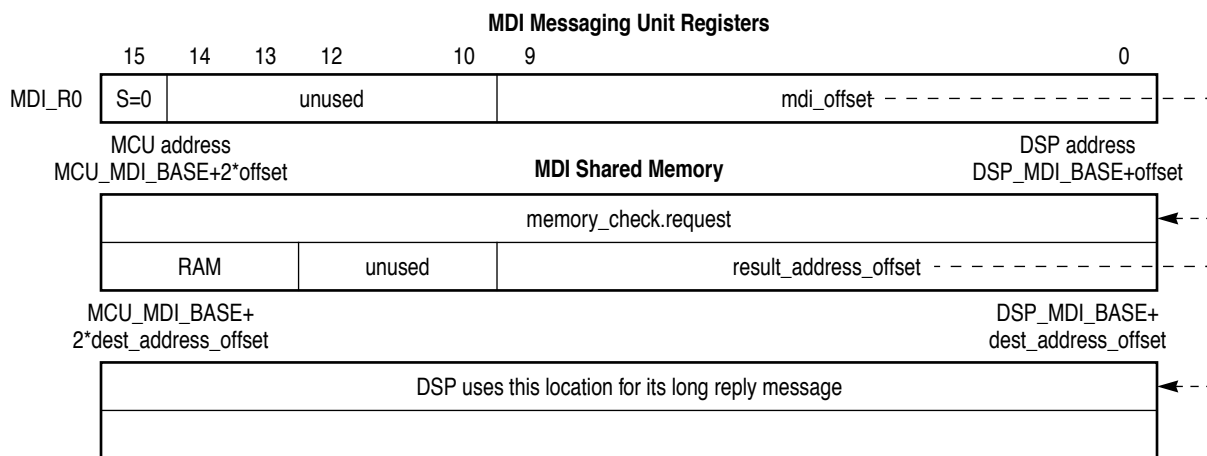 MDI Messaging Unit Registers
15 14 13 12 10 9 0
MDI_R0 S=0 unused mdi_offset
MCU address DSP address
MCU_MDI_BASE+2*offset MDI Shared Memory DSP_MDI_BASE+offset
memory_check.request
RAM unused result_address_offset
MCU_MDI_BASE+ DSP_MDI_BASE+
2*dest_address_offset dest_address_offset
DSP uses this location for its long reply message